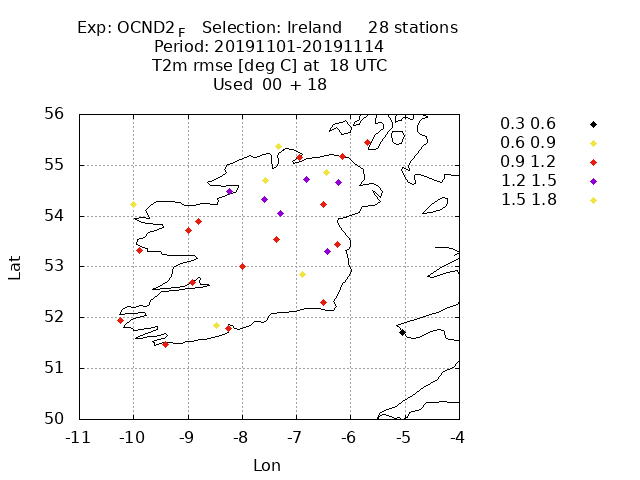 Exp: OCND2_F   Selection: Ireland     28 stations
Period: 20191101-20191114
T2m rmse [deg C] at  18 UTC
Used  00 + 18
56
55
54
53
52
51
50
-11 -10 -9 -8 -7 -6 -5 -4
Lat
Lon
0.3 0.6
0.6 0.9
0.9 1.2
1.2 1.5
1.5 1.8